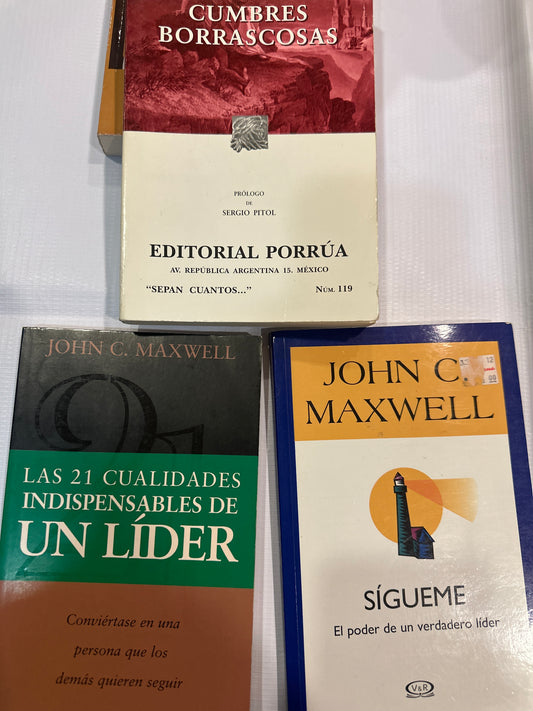 CUMBRES
BORRASCOSAS
PRÓLOGO
DE
SERGIO PITOL
EDITORIAL PORRÚA
AV. REPÚBLICA ARGENTINA 15. MÉXICO
"SEPAN CUANTOS..." NÚM. 119
JOHN C. MAXWELL
21
LAS 21 CUALIDADES
INDISPENSABLES DE
UN LÍDER
Conviértase en una
persona que los
demás quieren seguir
JOHN C.
MAXWELL
SÍGUEME
El poder de un verdadero líder
V&R